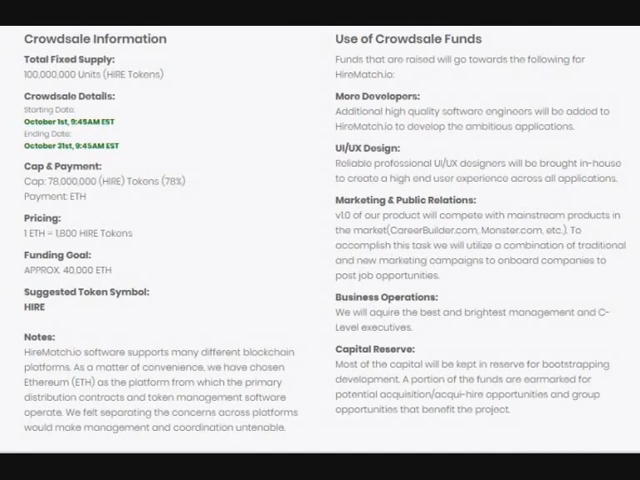 Crowdsale Information
Total Fixed Supply:
100,000,000 Units (HIRE Tokens)
Crowdsale Details:
Starting Date:
October 1st, 9:45AM EST
Ending Date:
October 31st, 9:45AM EST
Cap & Payment:
Cap: 78,000,000 (HIRE) Tokens (78%)
Payment: ETH
Pricing:
1 ETH = 1,800 HIRE Tokens
Funding Goal:
APPROX. 40,000 ETH
Suggested Token Symbol:
HIRE
Notes:
HireMatch.io software supports many different blockchain
platforms. As a matter of convenience, we have chosen
Ethereum (ETH) as the platform from which the primary
distribution contracts and token management software
operate. We felt separating the concerns across platforms
would make management and coordination untenable.
Use of Crowdsale Funds
Funds that are raised will go towards the following for
HireMatch.io:
More Developers:
Additional high quality software engineers will be added to
HireMatch.io to develop the ambitious applications.
UI/UX Design:
Reliable professional UI/UX designers will be brought in-house
to create a high end user experience across all applications.
Marketing & Public Relations:
v1.0 of our product will compete with mainstream products in
the market(CareerBuilder.com, Monster.com, etc.). To
accomplish this task we will utilize a combination of traditional
and new marketing campaigns to onboard companies to
post job opportunities.
Business Operations:
We will aquire the best and brightest management and C-
Level executives.
Capital Reserve:
Most of the capital will be kept in reserve for bootstrapping
development. A portion of the funds are earmarked for
potential acquisition/acqui-hire opportunities and group
opportunities that benefit the project.